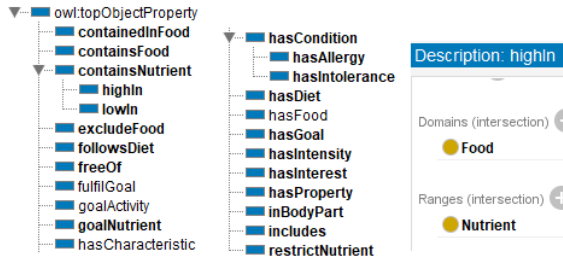 owl:topObjectProperty
containedInFood
containsFood
containsNutrient
highIn
lowIn
excludeFood
followsDiet
freeOf
fulfilGoal
goalActivity
goalNutrient
hasCharacteristic
hasCondition
hasAllergy
hasIntolerance
hasDiet
hasFood
hasGoal
hasIntensity
hasInterest
hasProperty
inBodyPart
includes
restrictNutrient
Description: highIn
Domains (intersection)
Food
Ranges (intersection)
Nutrient